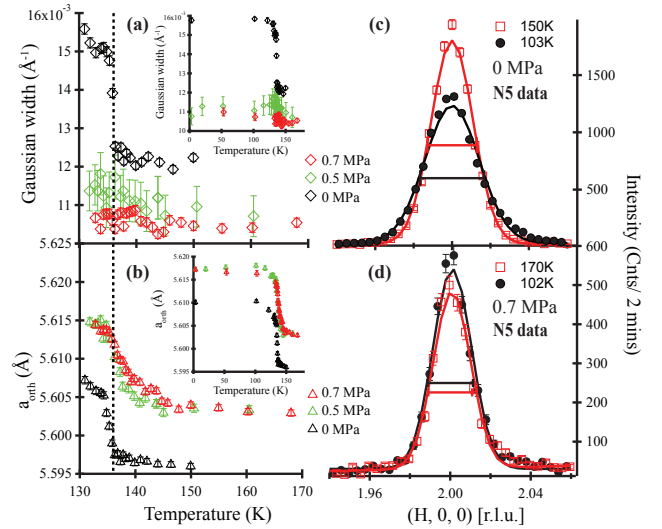 16x10⁻³
15
14
13
12
11
Gaussian width (Å⁻¹)
(a)
16x10⁻³
15
14
13
12
11
10
Gaussian width (Å⁻¹)
0
50
100
150
Temperature (K)
0.7 MPa
0.5 MPa
0 MPa
5.625
5.620
5.615
5.610
5.605
5.600
5.595
a_orth (Å)
(b)
5.620
5.615
5.605
5.595
a_orth (Å)
0
50
100
150
Temperature (K)
0.7 MPa
0.5 MPa
0 MPa
130
140
150
160
170
Temperature (K)
(c)
150K
103K
0 MPa
N5 data
1500
1000
600
600
(d)
170K
102K
0.7 MPa
N5 data
500
400
300
200
100
Intensity (Cnts/ 2 mins)
1.96
2.00
2.04
(H, 0, 0) [r.l.u.]